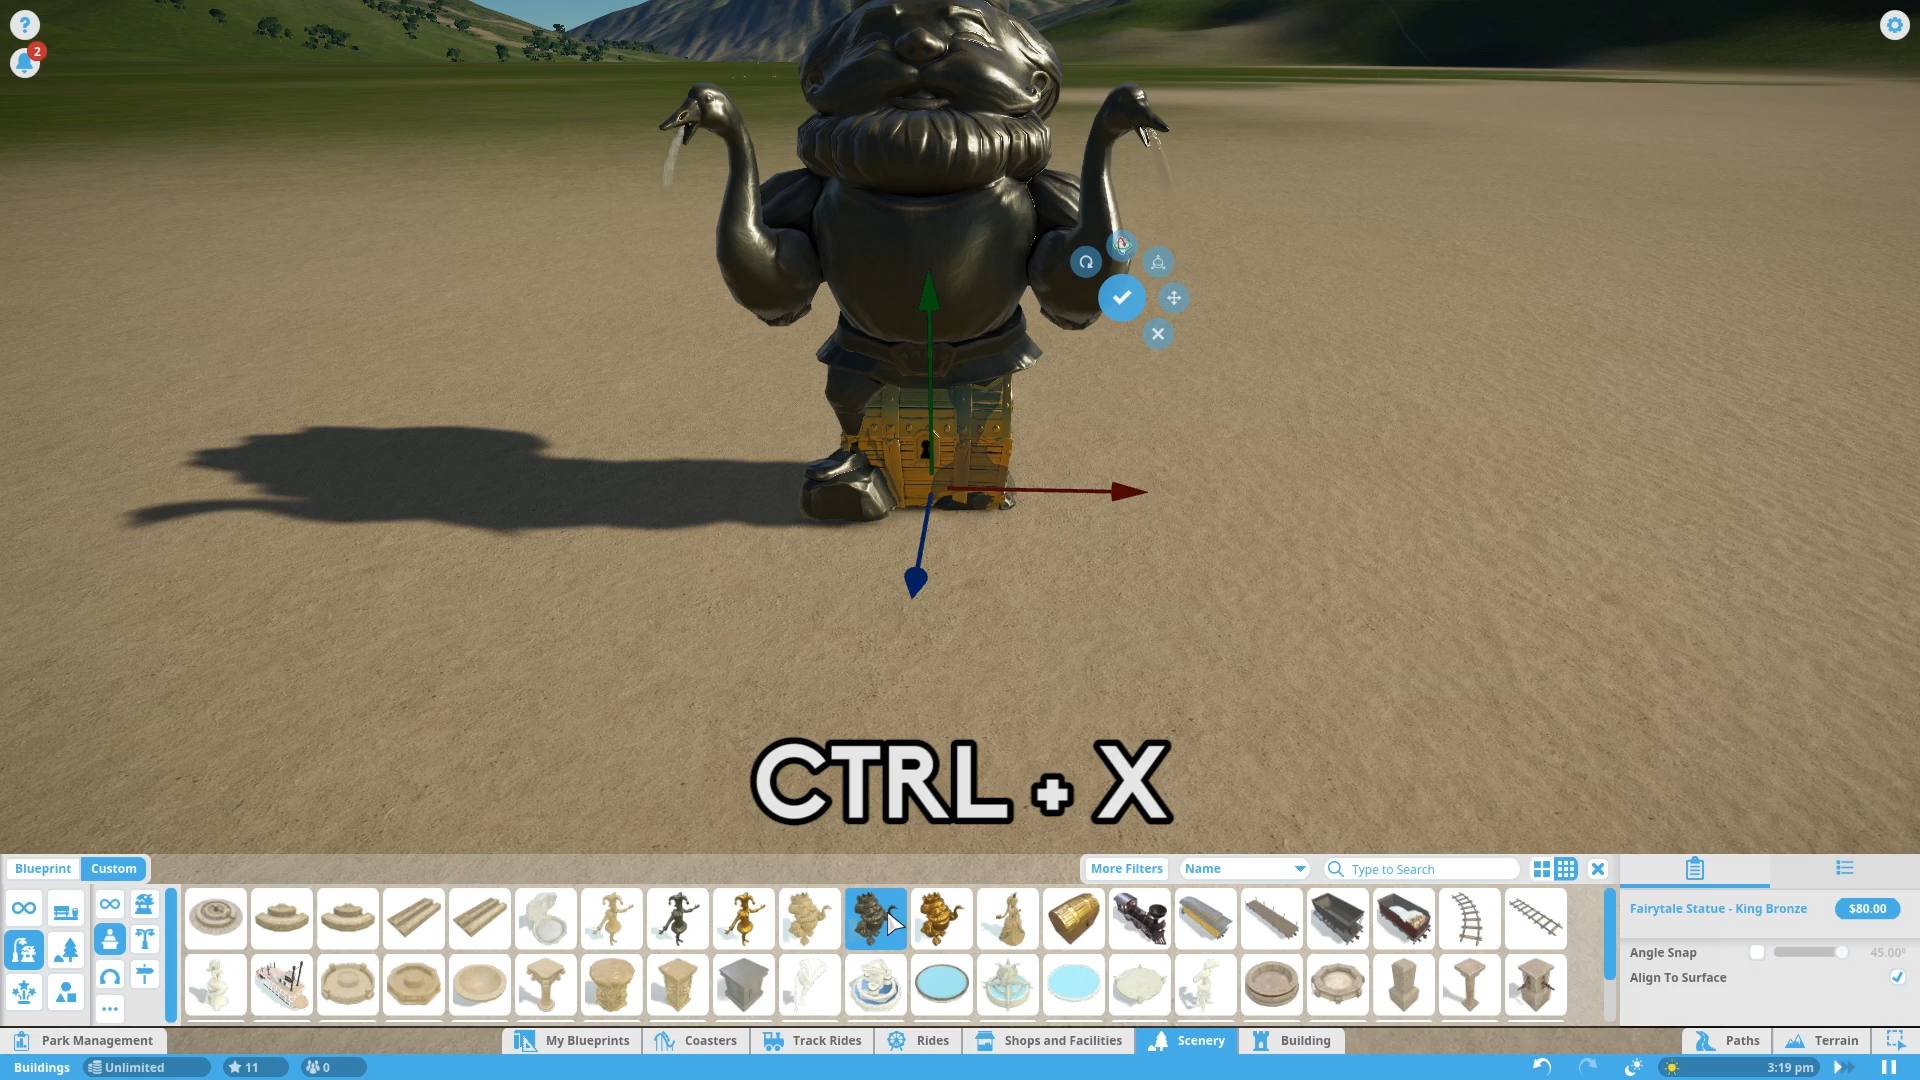 ?
2
CTRL + X
Blueprint
Custom
More Filters
Name
Type to Search
Fairytale Statue - King Bronze
$80.00
Angle Snap
45.00°
Align To Surface
Park Management
My Blueprints
Coasters
Track Rides
Rides
Shops and Facilities
Scenery
Building
Paths
Terrain
Buildings
Unlimited
11
0
3:19 pm